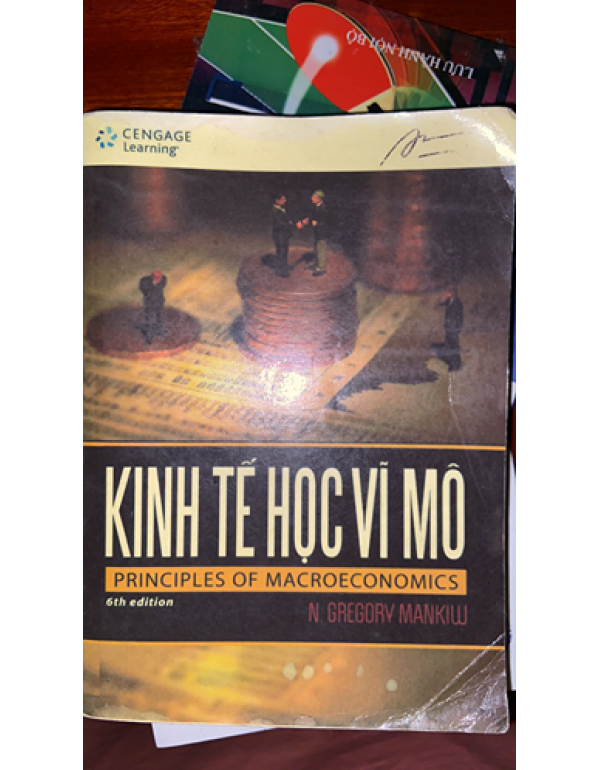 LƯU HÀNH NỘI BỘ
CENGAGE
Learning
KINH TẾ HỌC VĨ MÔ
PRINCIPLES OF MACROECONOMICS
6th edition
N GREGORY MANKIW